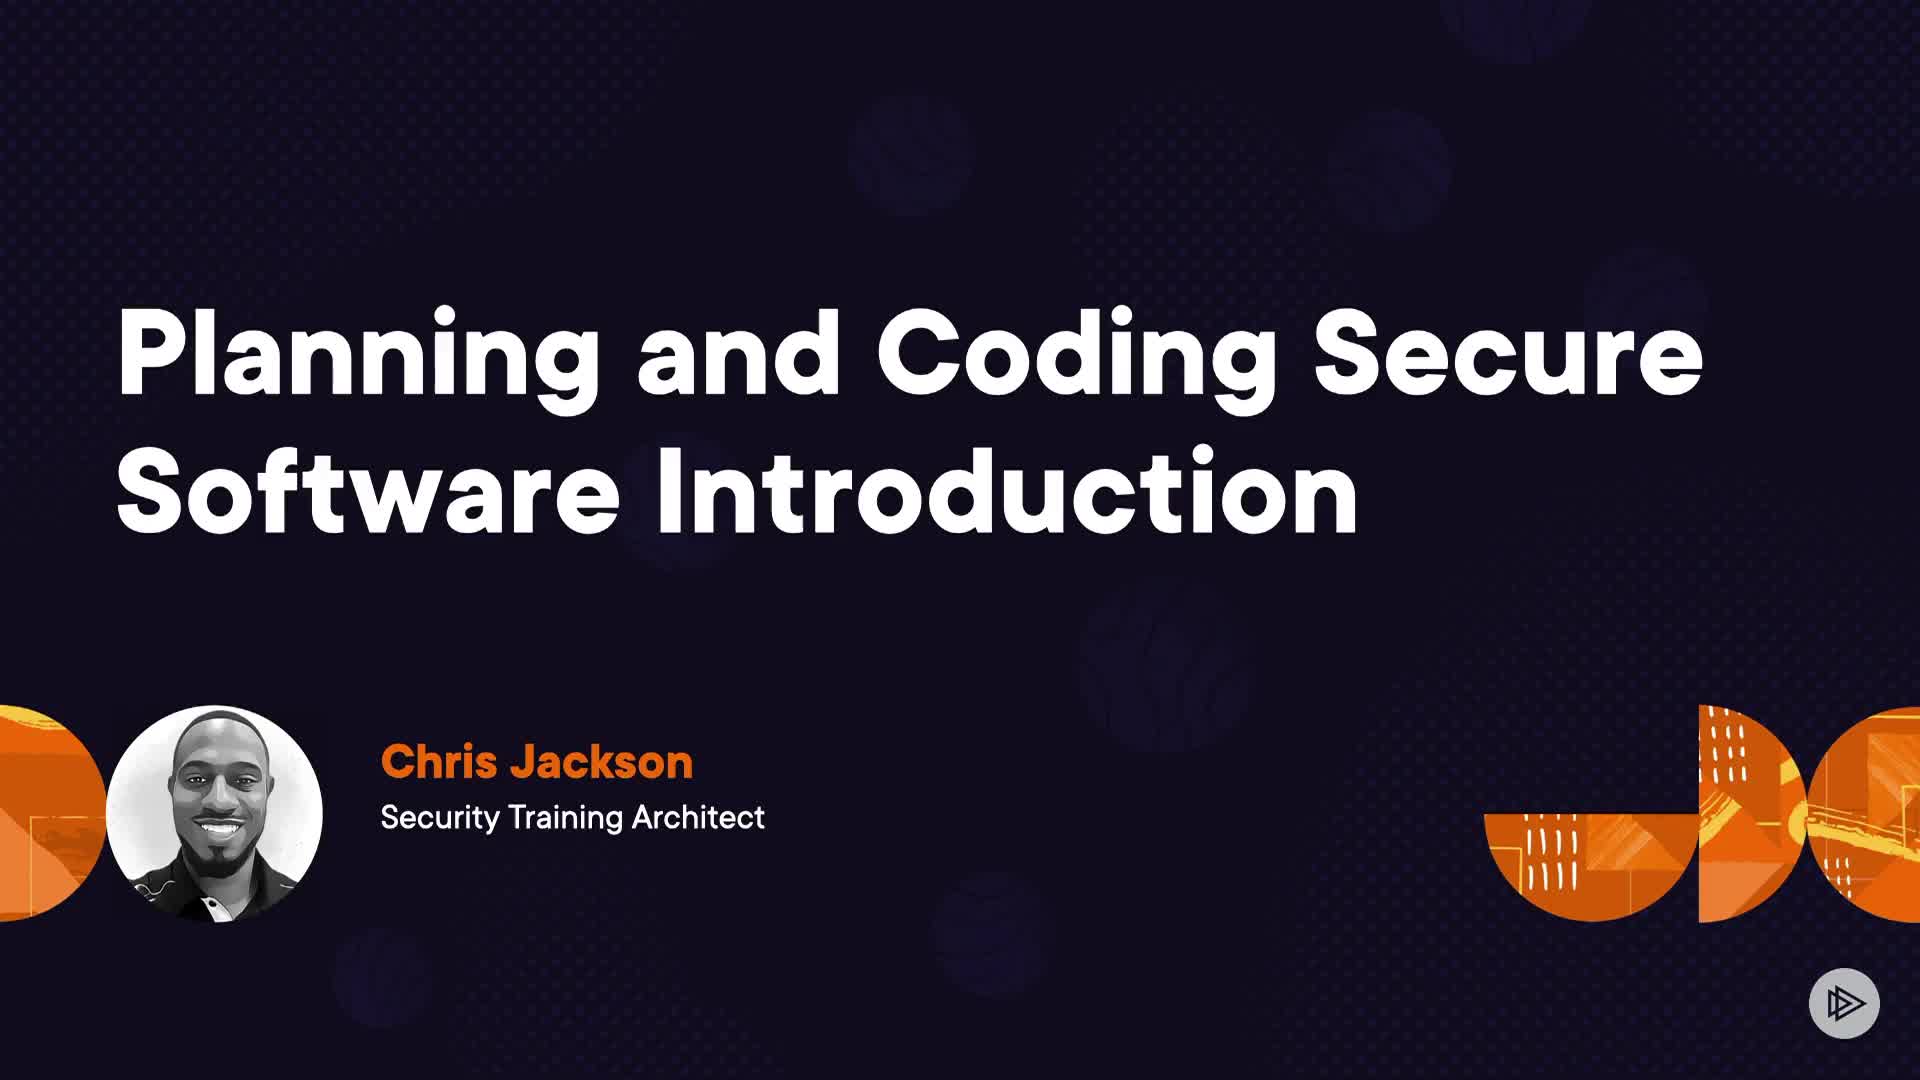 Planning and Coding Secure
Software Introduction
Chris Jackson
Security Training Architect